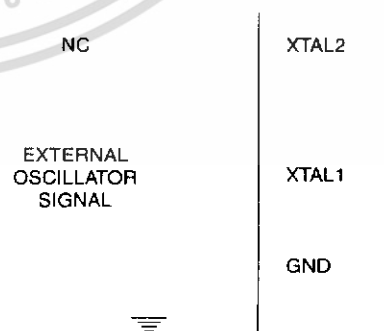 NC
XTAL2
EXTERNAL
OSCILLATOR
SIGNAL
XTAL1
GND